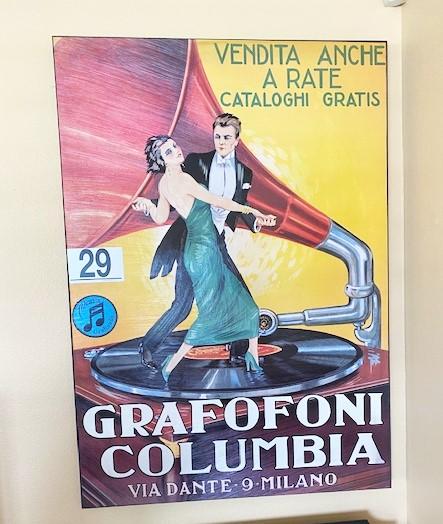 VENDITA ANCHE
A RATE
CATALOGHI GRATIS
29
GRAFOFONI
COLUMBIA
VIA DANTE-9-MILANO